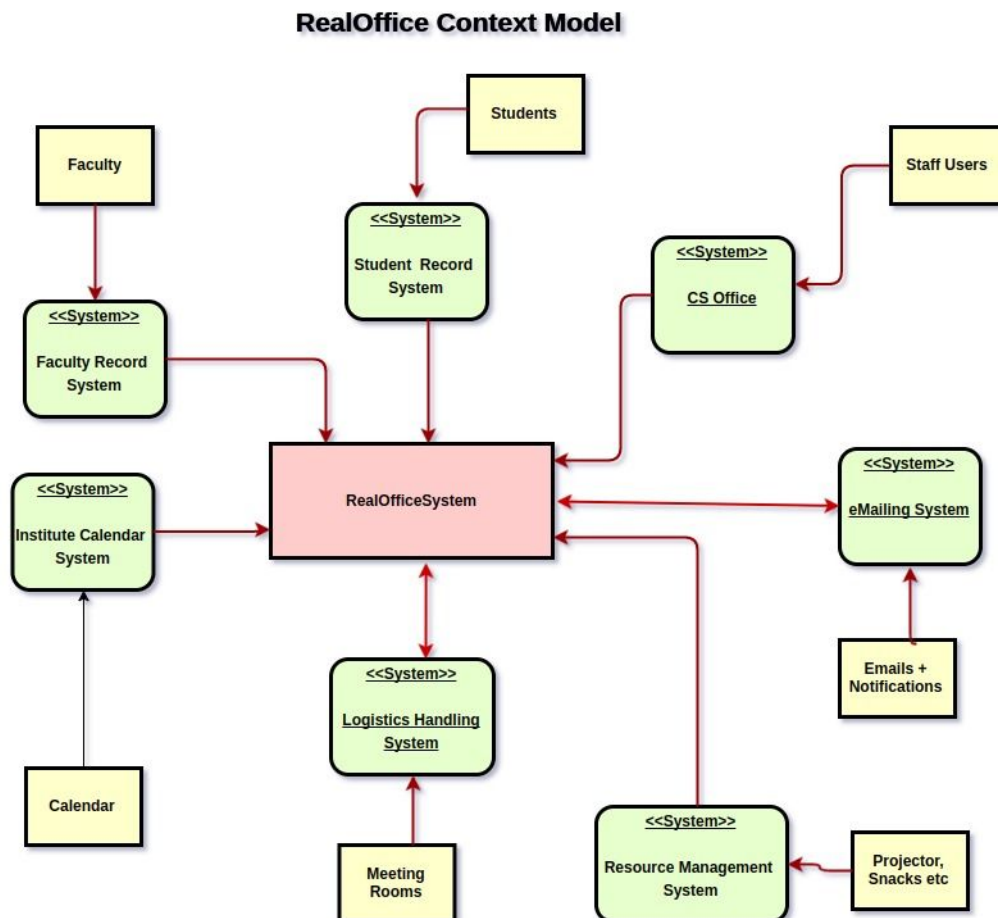 RealOffice Context Model
Students
Faculty
Staff Users
<<System>>
Student Record
System
<<System>>
CS Office
<<System>>
Faculty Record
System
RealOfficeSystem
<<System>>
eMailing System
<<System>>
Institute Calendar
System
Emails +
Notifications
<<System>>
Logistics Handling
System
Calendar
<<System>>
Resource Management
System
Projector,
Snacks etc
Meeting
Rooms